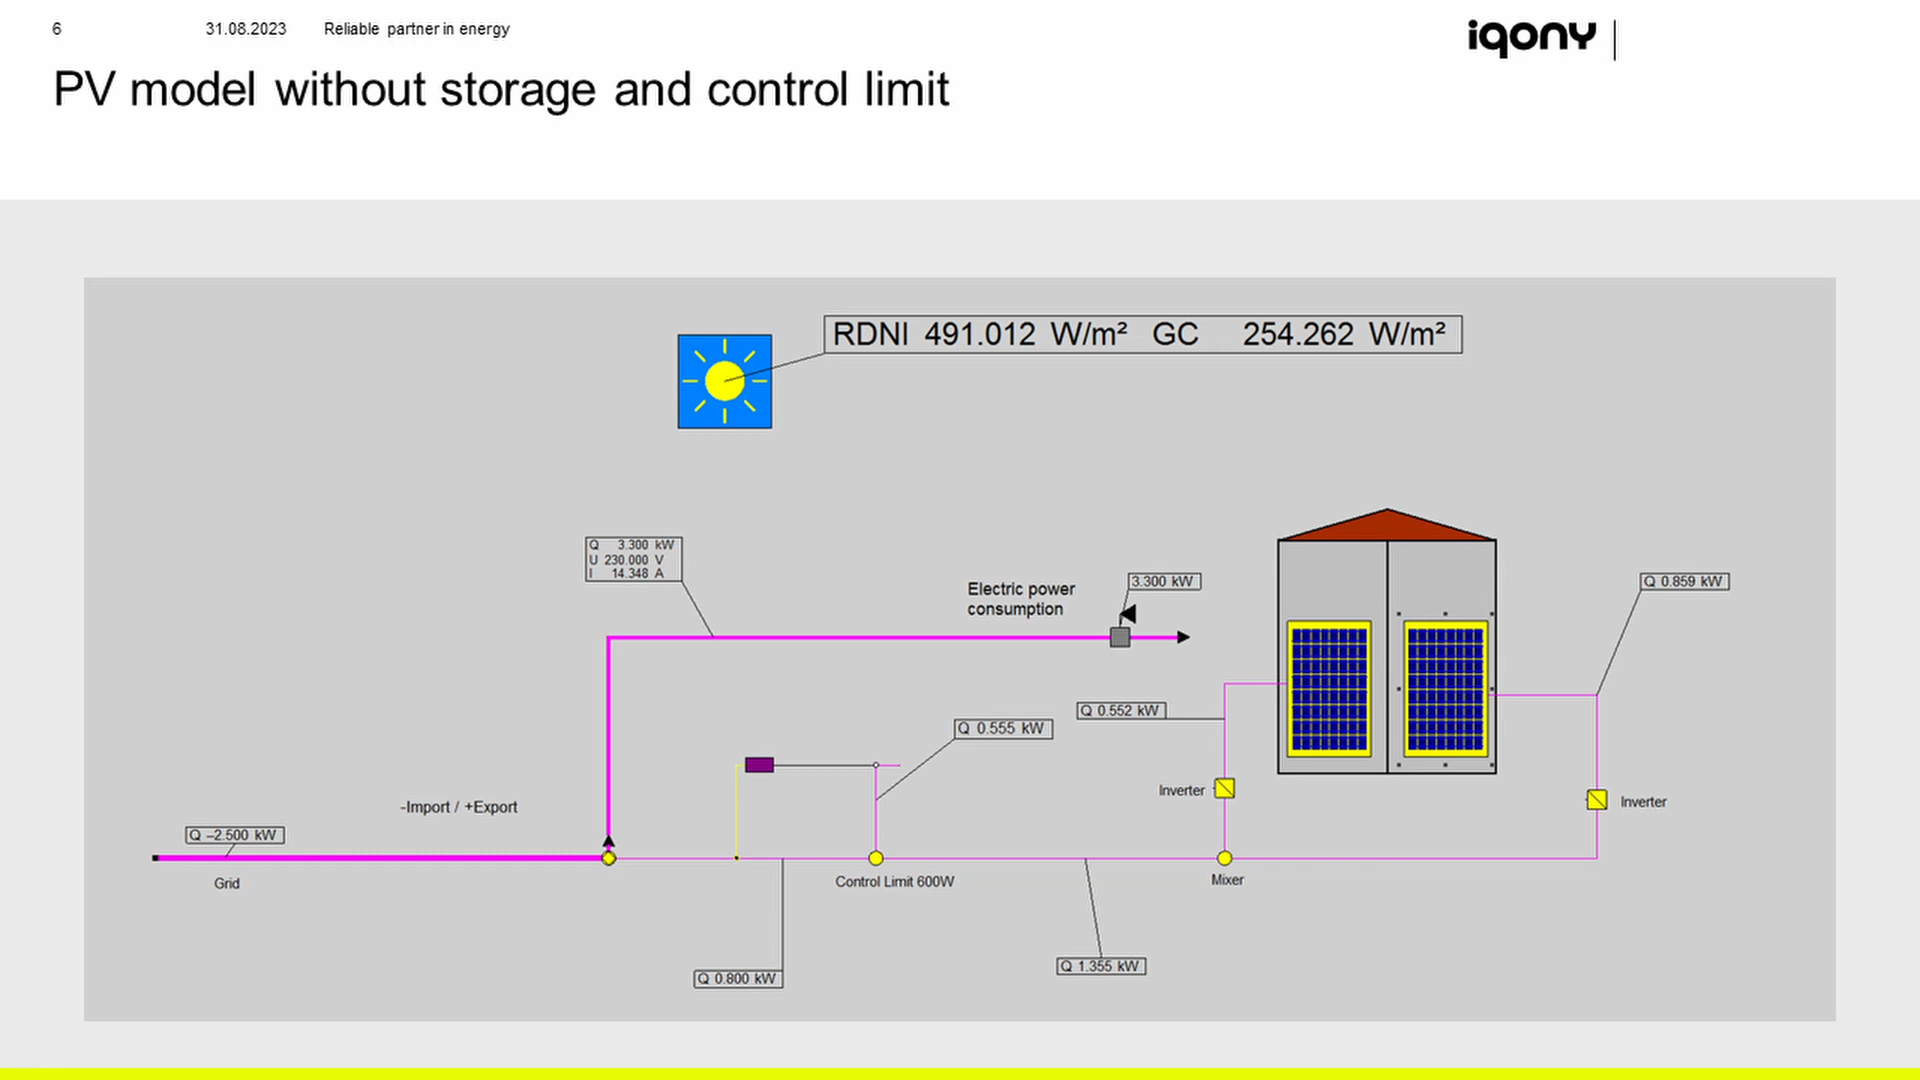 6 31.08.2023 Reliable partner in energy
iqony
PV model without storage and control limit
RDNI 491.012 W/m² GC 254.262 W/m²
Q 3.300 kW
U 230.000 V
I 14.348 A
Electric power
consumption
3.300 kW
Q 0.859 kW
Q 0.552 kW
Q 0.555 kW
Inverter
Inverter
-Import / +Export
Q –2.500 kW
Grid
Control Limit 600W
Mixer
Q 1.355 kW
Q 0.800 kW